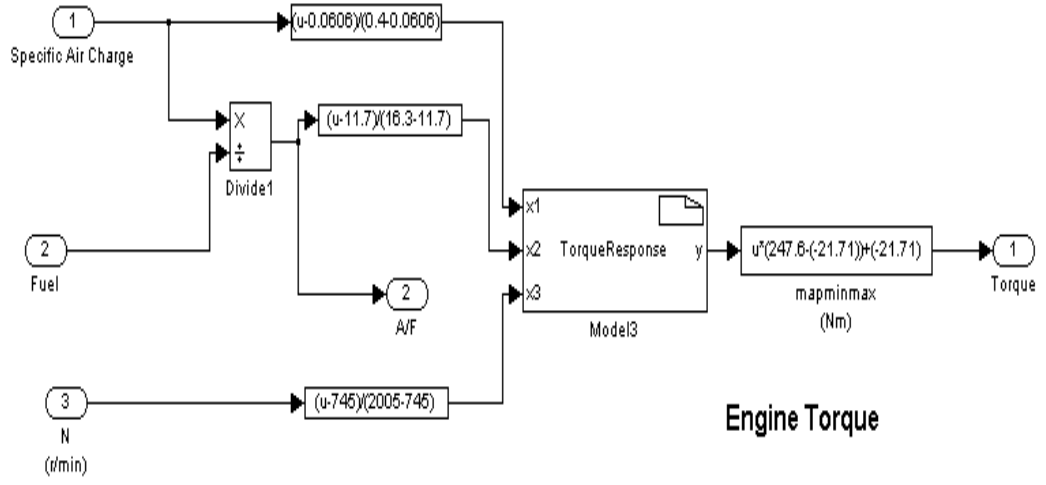 1
Specific Air Charge
(u-0.0606)/(0.4-0.0606)
X
÷
Divide1
(u-11.7)/(16.3-11.7)
2
Fuel
2
A/F
x1
x2
x3
TorqueResponse
y
Model3
u*(247.6-(-21.71))+(-21.71)
mapminmax
(Nm)
1
Torque
3
N
(r/min)
(u-745)/(2005-745)
Engine Torque